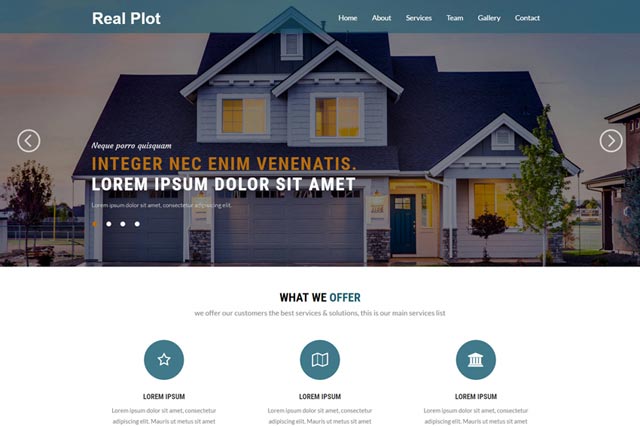 Real Plot
Home About Services Team Gallery Contact
Neque porro quisquam
INTEGER NEC ENIM VENENATIS.
LOREM IPSUM DOLOR SIT AMET
Lorem ipsum dolor sit amet, consectetur adipiscing elit.
WHAT WE OFFER
we offer our customers the best services & solutions, this is our main services list
LOREM IPSUM LOREM IPSUM LOREM IPSUM
Lorem ipsum dolor sit amet, consectetur Lorem ipsum dolor sit amet, consectetur Lorem ipsum dolor sit amet, consectetur
adipiscing elit. Mauris ut metus sit amet adipiscing elit. Mauris ut metus sit amet adipiscing elit. Mauris ut metus sit amet